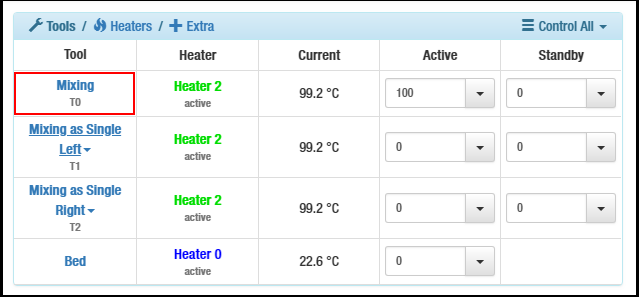 Tools / Heaters / Extra Control All
Tool Heater Current Active Standby
Mixing
T0
Heater 2
active
99.2 °C
100
0
Mixing as Single
Left
T1
Heater 2
active
99.2 °C
0
0
Mixing as Single
Right
T2
Heater 2
active
99.2 °C
0
0
Bed
Heater 0
active
22.6 °C
0